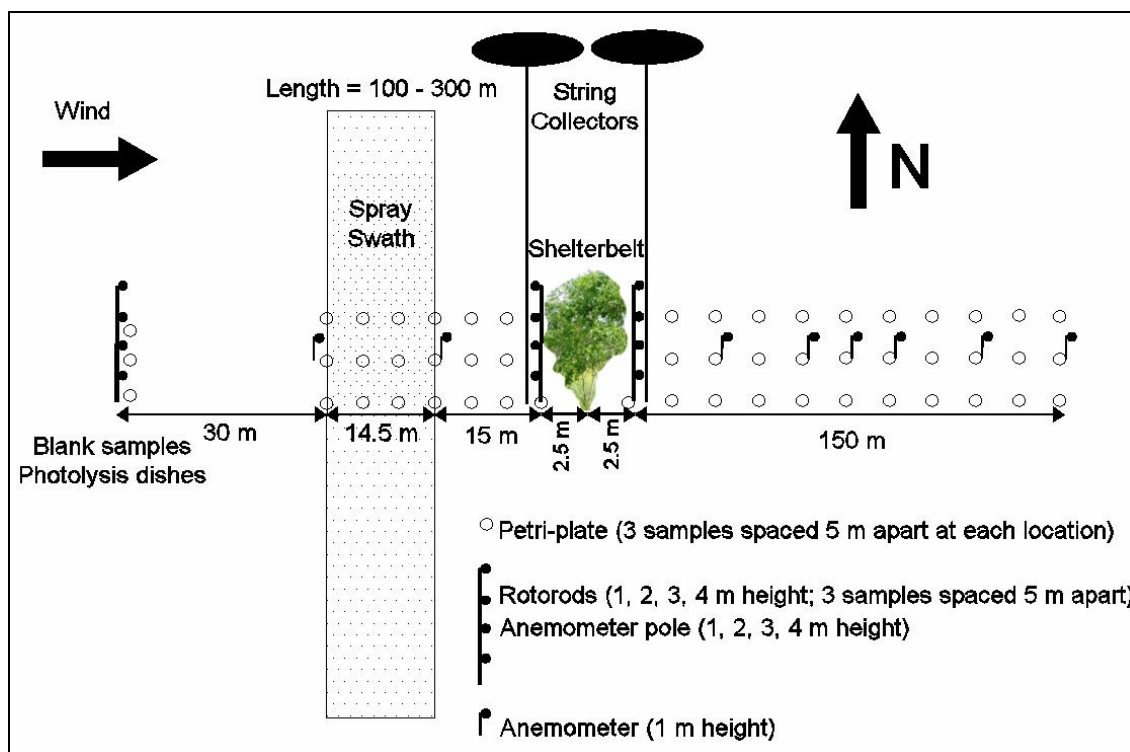 Length = 100 - 300 m
Wind
String
Collectors
N
Spray
Swath
Shelterbelt
30 m
14.5 m
15 m
2.5 m
2.5 m
150 m
Blank samples
Photolysis dishes
Petri-plate (3 samples spaced 5 m apart at each location)
Rotorods (1, 2, 3, 4 m height; 3 samples spaced 5 m apart)
Anemometer pole (1, 2, 3, 4 m height)
Anemometer (1 m height)